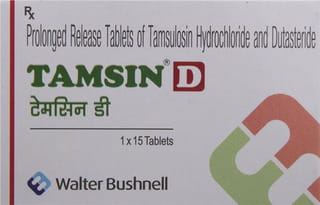 Rx
Prolonged Release Tablets of Tamsulosin Hydrochloride and Dutasteride
TAMSIN® D
टेमसिन डी
1 x 15 Tablets
Walter Bushnell